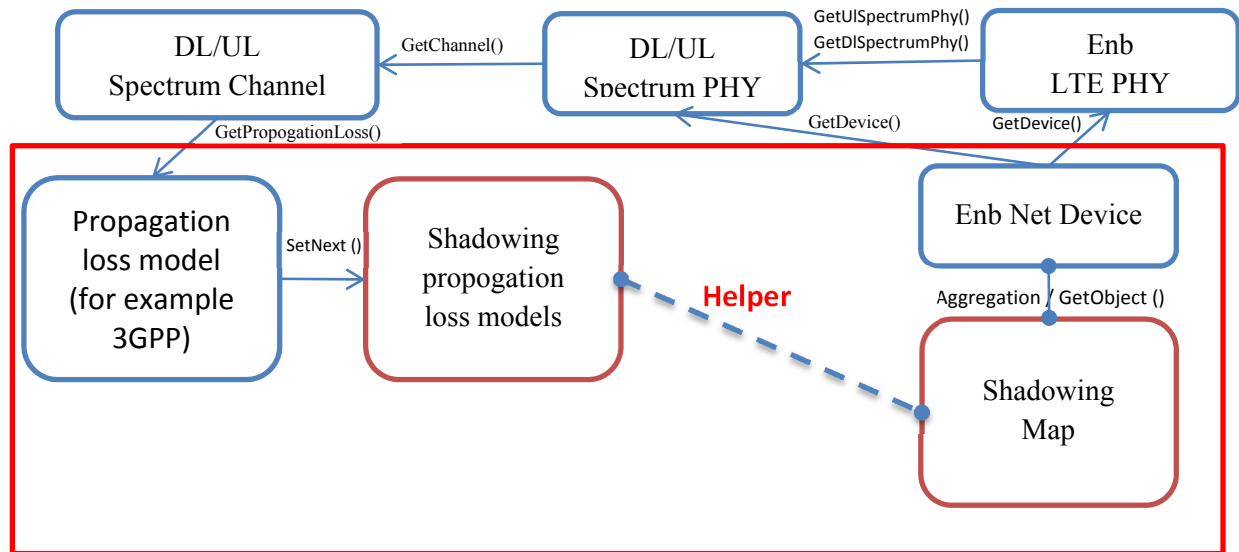 DL/UL
Spectrum Channel
GetChannel()
DL/UL
Spectrum PHY
GetUlSpectrumPhy()
GetDlSpectrumPhy()
Enb
LTE PHY
GetPropogationLoss()
GetDevice()
GetDevice()
Propagation
loss model
(for example
3GPP)
SetNext ()
Shadowing
propogation
loss models
Helper
Enb Net Device
Aggregation / GetObject ()
Shadowing
Map